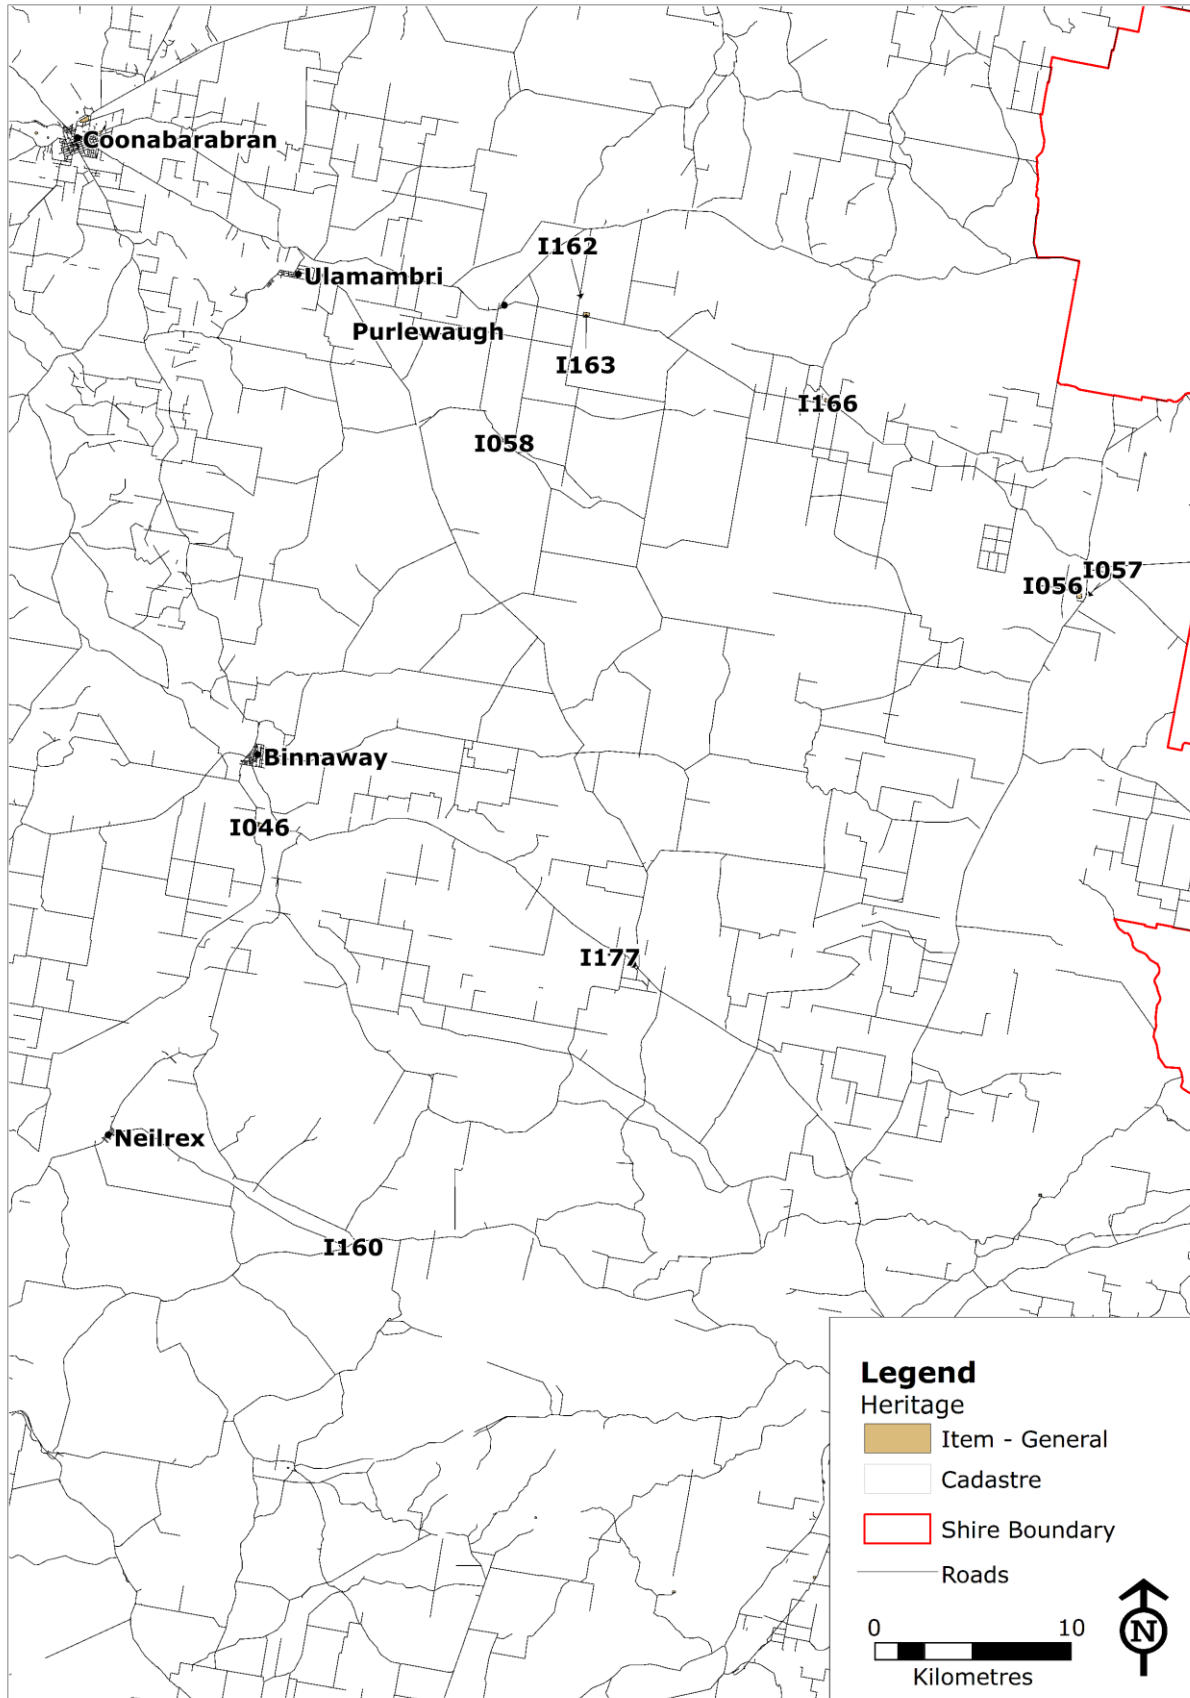 Coonabarabran
I162
Ulamambri
Purlewaugh
I163
I166
I058
I057
I056
Binnaway
I046
I177
Neilrex
I160
Legend
Heritage
Item - General
Cadastre
Shire Boundary
Roads
0 10
Kilometres
N